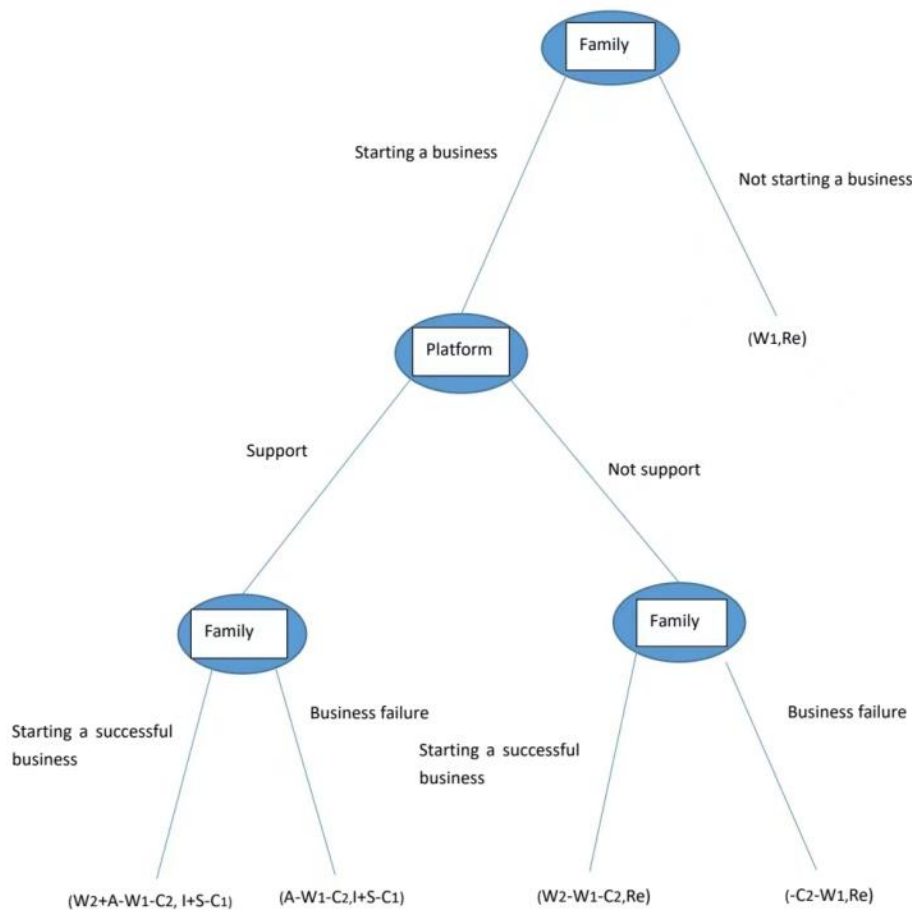 Family
Starting a business
Not starting a business
(W1,Re)
Platform
Support
Not support
Family
Family
Starting a successful
business
Business failure
Starting a successful
business
Business failure
(W2+A-W1-C2, I+S-C1)
(A-W1-C2,I+S-C1)
(W2-W1-C2,Re)
(-C2-W1,Re)